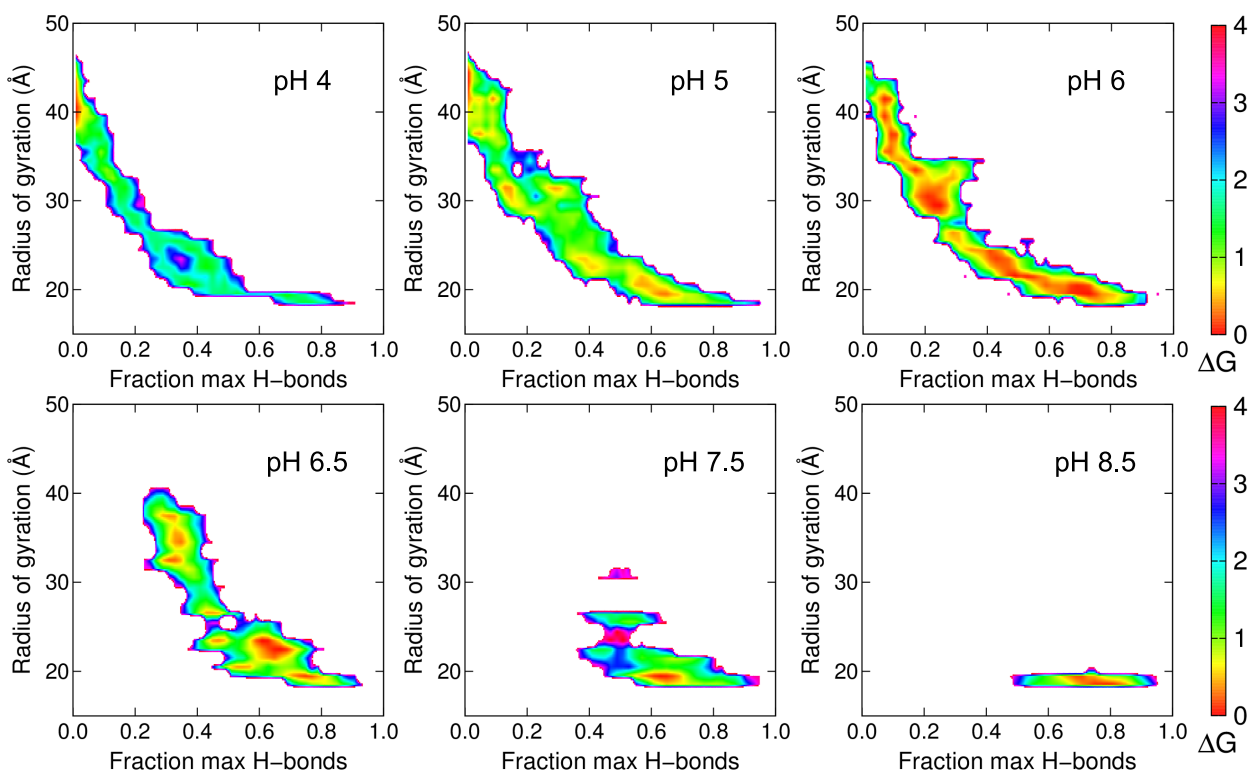 50
40
30
20
Radius of gyration (Å)
pH 4
0.0 0.2 0.4 0.6 0.8 1.0
Fraction max H−bonds
50
40
30
20
Radius of gyration (Å)
pH 5
0.0 0.2 0.4 0.6 0.8 1.0
Fraction max H−bonds
50
40
30
20
Radius of gyration (Å)
pH 6
0.0 0.2 0.4 0.6 0.8 1.0
Fraction max H−bonds
4
3
2
1
0
ΔG
50
40
30
20
Radius of gyration (Å)
pH 6.5
0.0 0.2 0.4 0.6 0.8 1.0
Fraction max H−bonds
50
40
30
20
Radius of gyration (Å)
pH 7.5
0.0 0.2 0.4 0.6 0.8 1.0
Fraction max H−bonds
50
40
30
20
Radius of gyration (Å)
pH 8.5
0.0 0.2 0.4 0.6 0.8 1.0
Fraction max H−bonds
4
3
2
1
0
ΔG